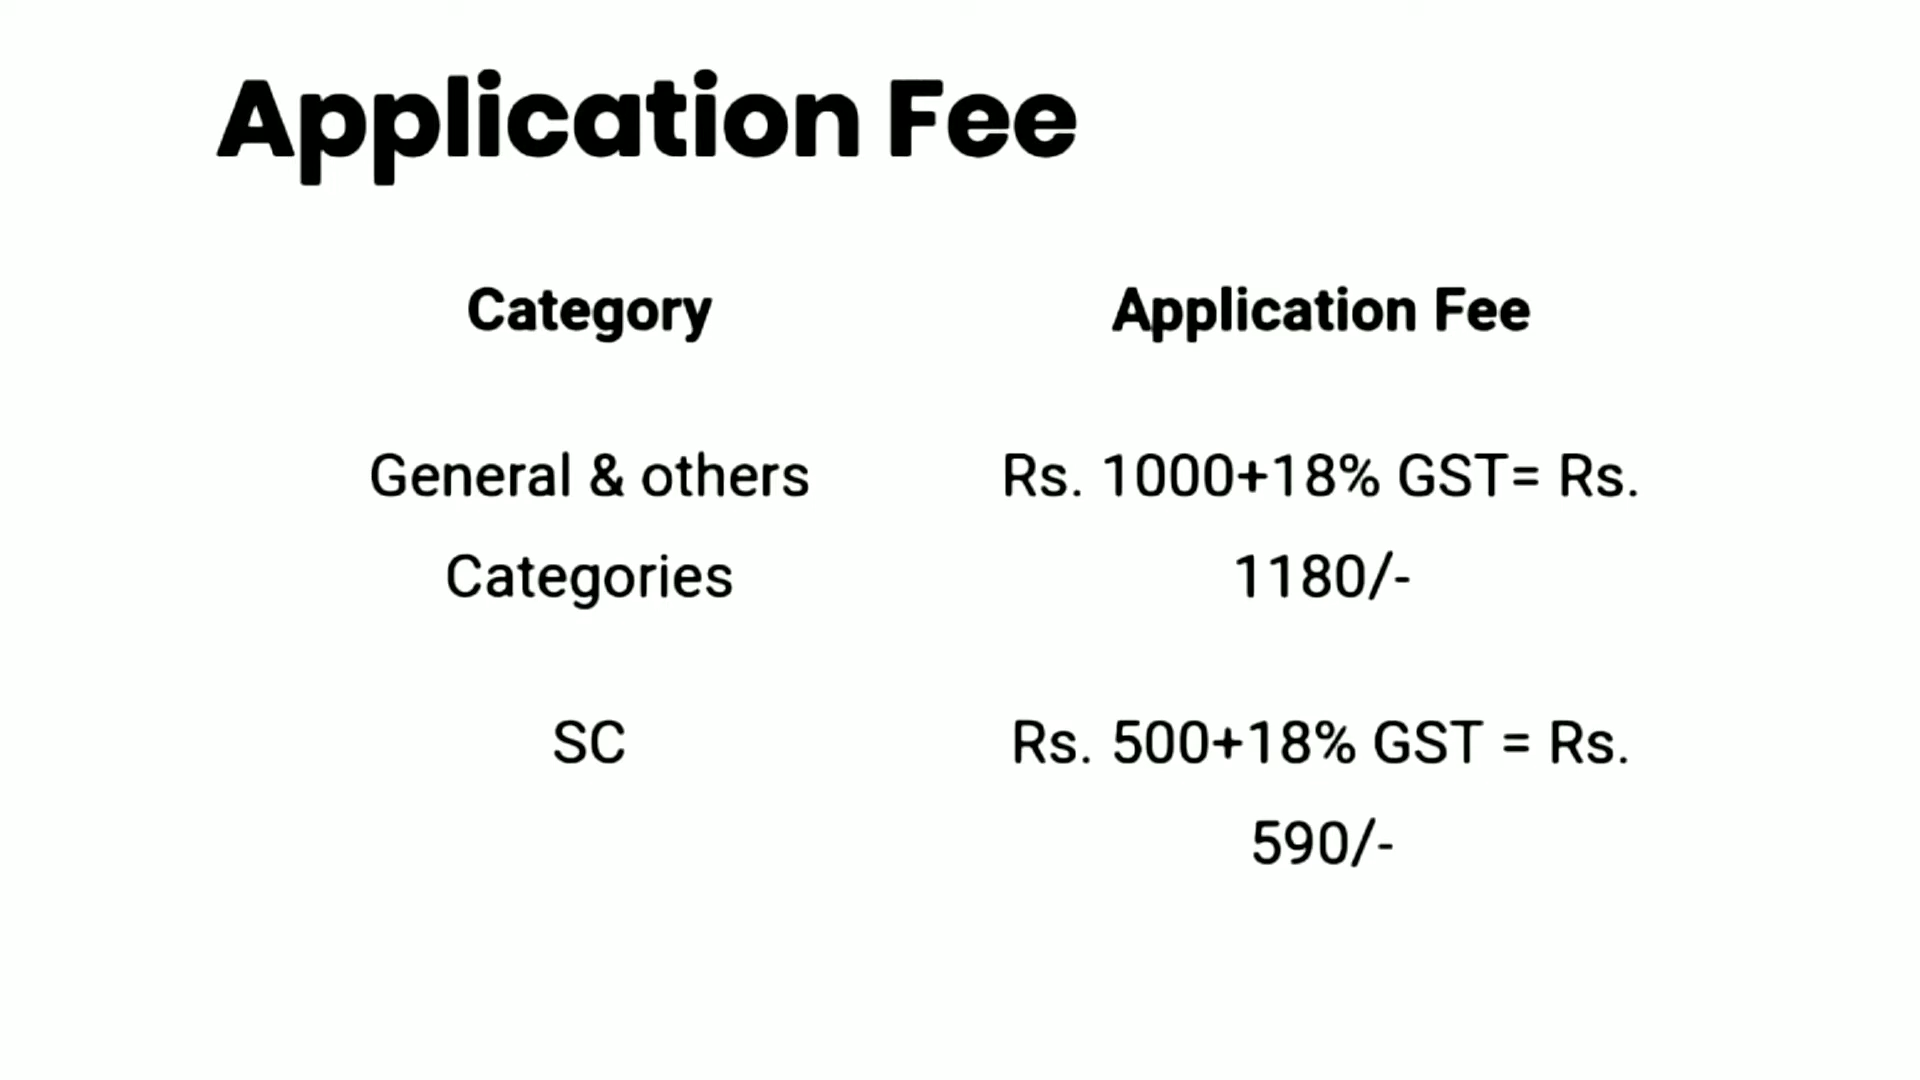 Application Fee
Category
Application Fee
General & others
Categories
Rs. 1000+18% GST= Rs.
1180/-
SC
Rs. 500+18% GST = Rs.
590/-